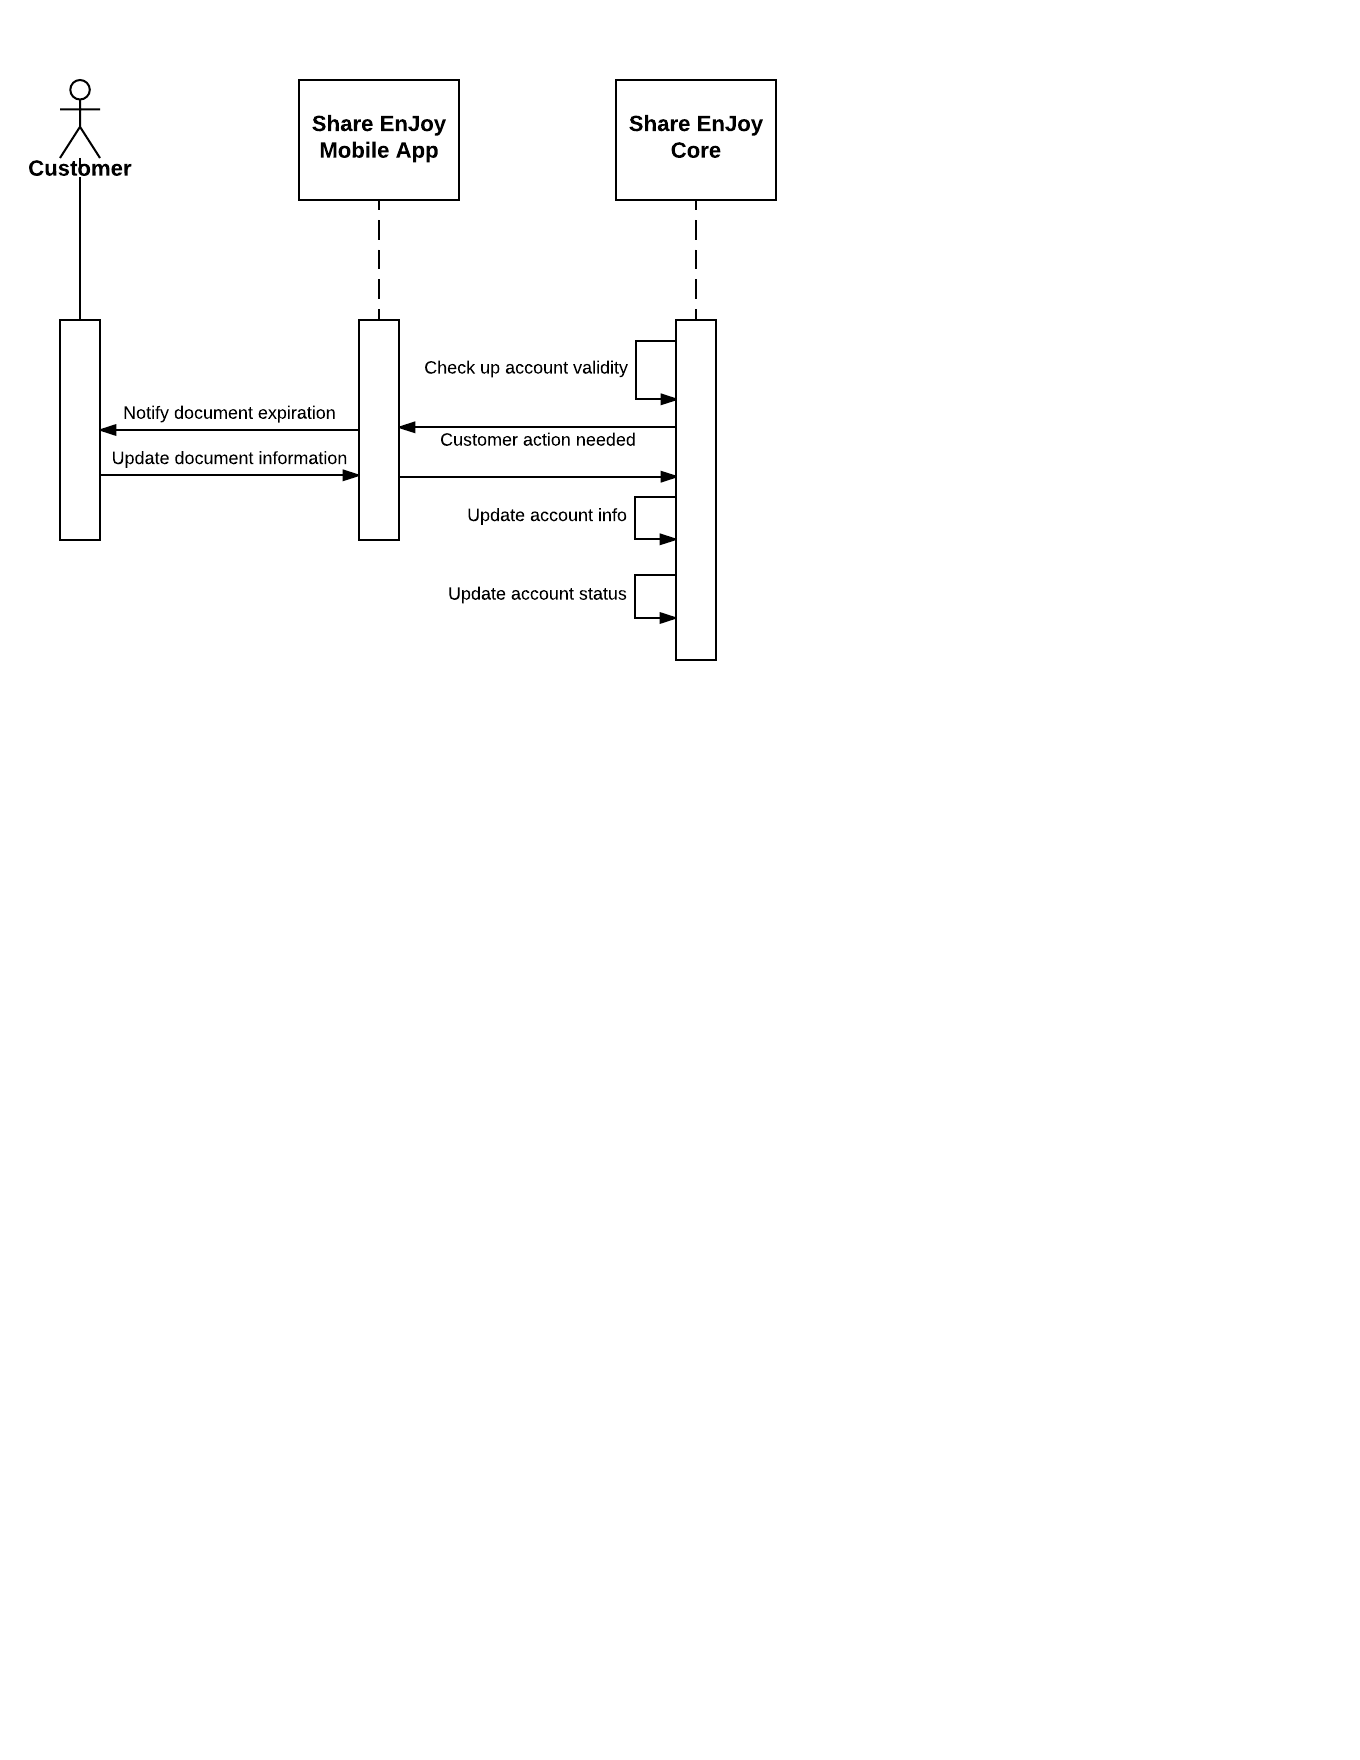 Customer
Share EnJoy
Mobile App
Share EnJoy
Core
Check up account validity
Notify document expiration
Customer action needed
Update document information
Update account info
Update account status